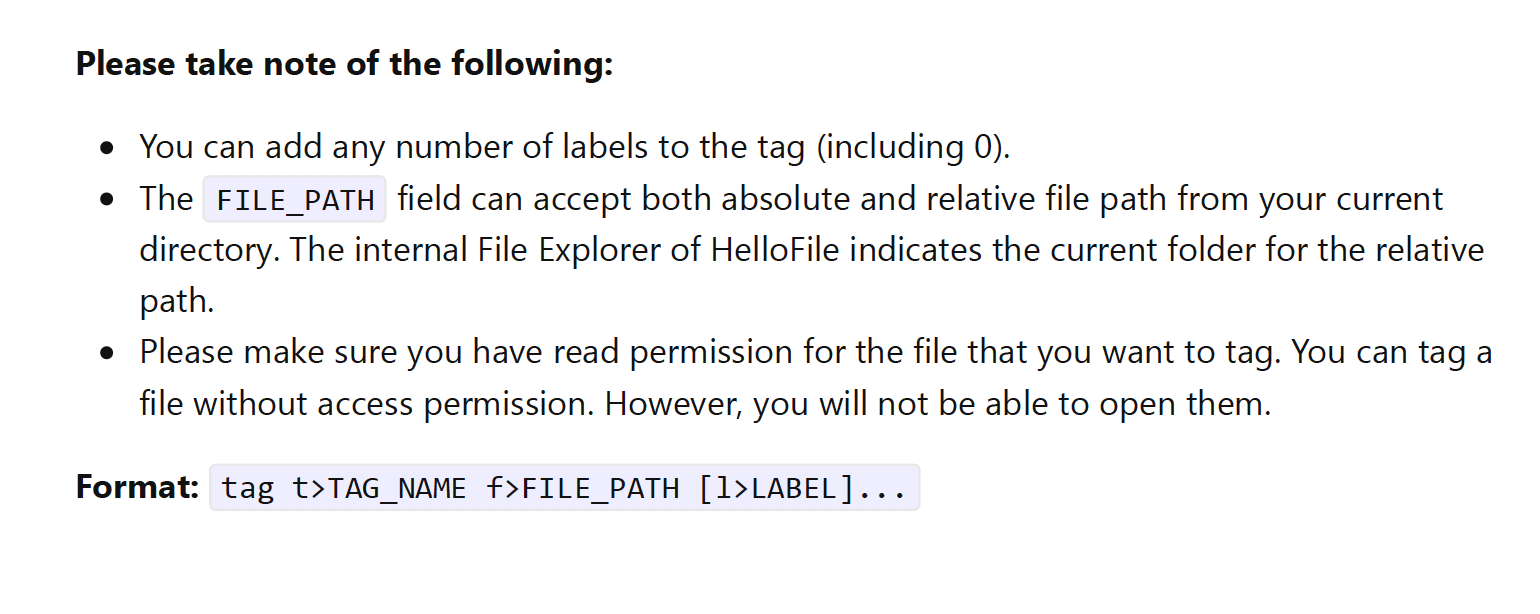 Please take note of the following:
• You can add any number of labels to the tag (including 0).
• The FILE_PATH field can accept both absolute and relative file path from your current
directory. The internal File Explorer of HelloFile indicates the current folder for the relative
path.
• Please make sure you have read permission for the file that you want to tag. You can tag a
file without access permission. However, you will not be able to open them.
Format: tag t>TAG_NAME f>FILE_PATH [l>LABEL]...